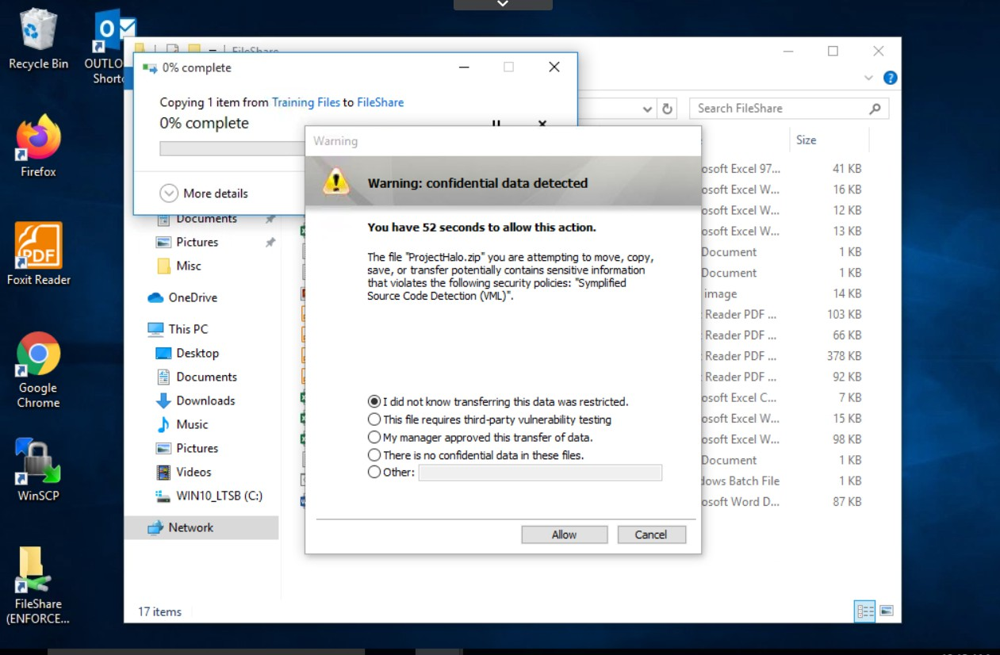 Recycle Bin
OUTLO
Shortc
Firefox
Foxit Reader
PDF
Google
Chrome
WinSCP
FileShare
(ENFORCE...
FileShare
0% complete
Copying 1 item from Training Files to FileShare
0% complete
More details
Search FileShare
Size
Documents
Pictures
Misc
OneDrive
This PC
Desktop
Documents
Downloads
Music
Pictures
Videos
WIN10_LTSB (C:)
Network
17 items
Warning
Warning: confidential data detected
You have 52 seconds to allow this action.
The file "ProjectHalo.zip" you are attempting to move, copy,
save, or transfer potentially contains sensitive information
that violates the following security policies: "Symplified
Source Code Detection (VML)".
I did not know transferring this data was restricted.
This file requires third-party vulnerability testing
My manager approved this transfer of data.
There is no confidential data in these files.
Other:
Allow
Cancel
osoft Excel 97... 41 KB
osoft Excel W... 16 KB
osoft Excel W... 12 KB
osoft Excel W... 13 KB
Document 1 KB
Document 1 KB
image 14 KB
Reader PDF ... 103 KB
Reader PDF ... 66 KB
Reader PDF ... 378 KB
Reader PDF ... 92 KB
osoft Excel C... 7 KB
osoft Excel W... 15 KB
osoft Excel W... 98 KB
Document 1 KB
dows Batch File 1 KB
osoft Word D... 87 KB